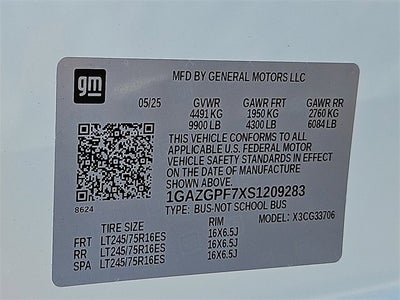 gm
MFD BY GENERAL MOTORS LLC
05/25 GVWR GAWR FRT GAWR RR
4491 KG 1950 KG 2760 KG
9900 LB 4300 LB 6084 LB
THIS VEHICLE CONFORMS TO ALL
APPLICABLE U.S. FEDERAL MOTOR
VEHICLE SAFETY STANDARDS IN EFFECT
ON THE DATE OF MANUFACTURE
SHOWN ABOVE.
1GAZGPF7XS1209283
8624
TYPE: BUS-NOT SCHOOL BUS
MODEL: X3CG33706
TIRE SIZE RIM
FRT LT245/75R16ES 16X6.5J
RR LT245/75R16ES 16X6.5J
SPA LT245/75R16ES 16X6.5J